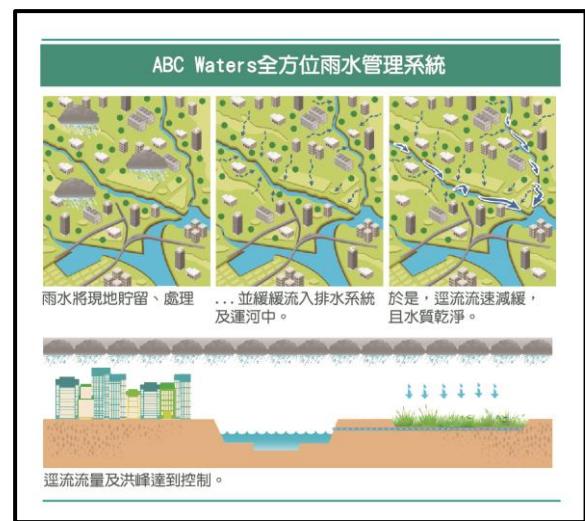 ABC Waters全方位雨水管理系統
雨水將現地貯留、處理
...並緩緩流入排水系統
及運河中。
於是，逕流流速減緩，
且水質乾淨。
逕流流量及洪峰達到控制。